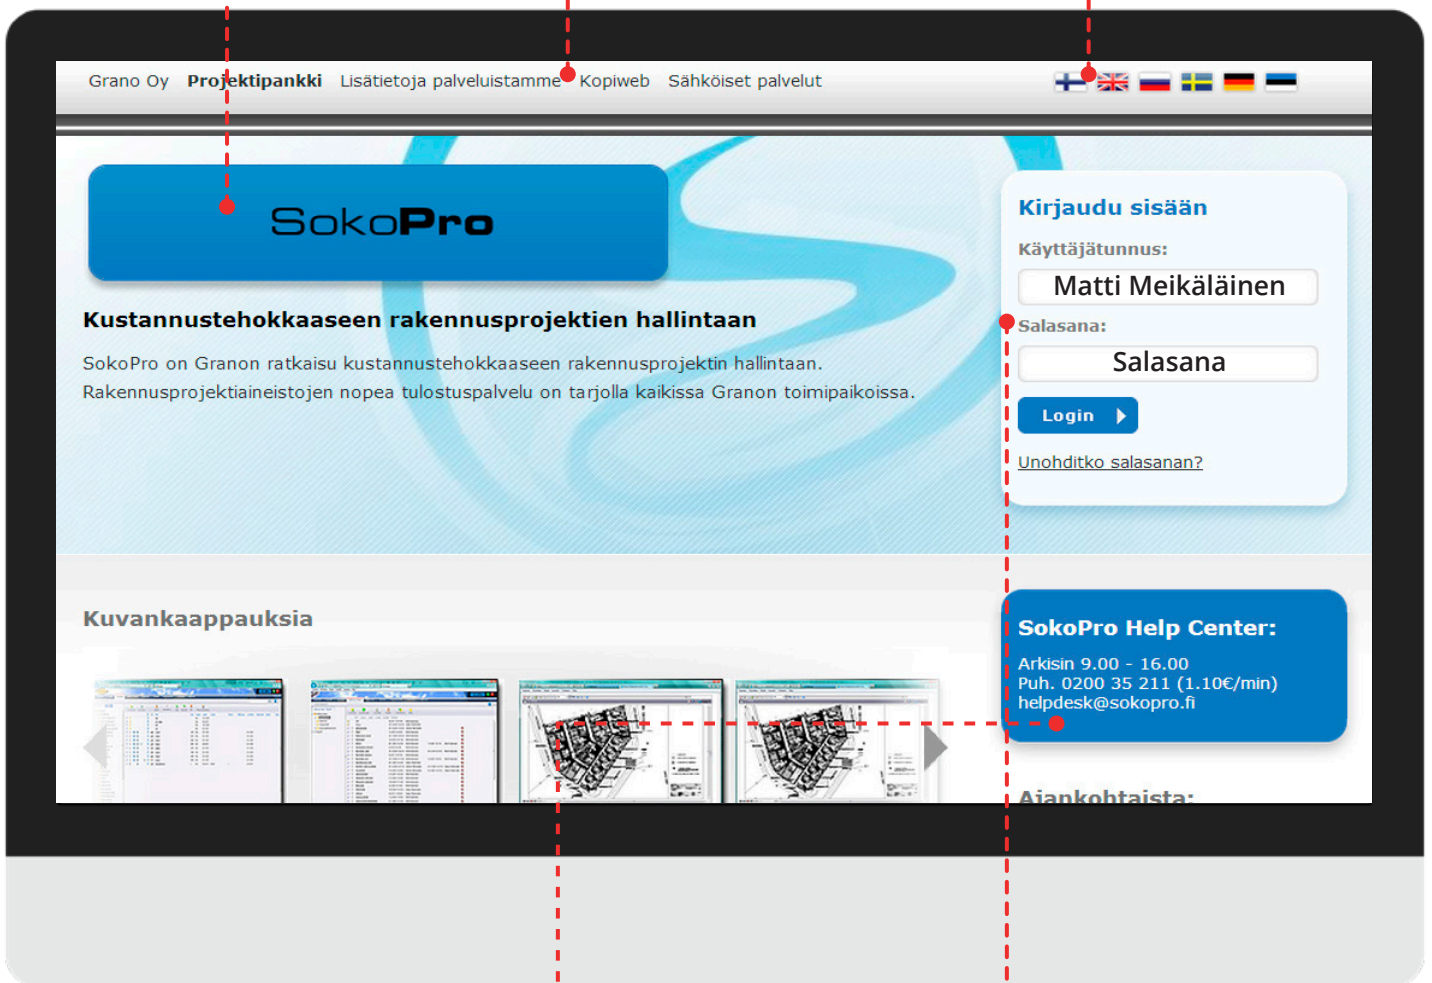 Grano Oy Projektipankki Lisätietoja palveluistamme Kopiweb Sähköiset palvelut
SokoPro
Kustannustehokkaaseen rakennusprojektien hallintaan
SokoPro on Granon ratkaisu kustannustehokkaaseen rakennusprojektin hallintaan.
Rakennusprojektiaineistojen nopea tulostuspalvelu on tarjolla kaikissa Granon toimipaikoissa.
Kirjaudu sisään
Käyttäjätunnus:
Matti Meikäläinen
Salasana:
Salasana
Login
Unohditko salasanan?
Kuvankaappauksia
SokoPro Help Center:
Arkisin 9.00 - 16.00
Puh. 0200 35 211 (1.10€/min)
helpdesk@sokopro.fi
Ajankohtaista: